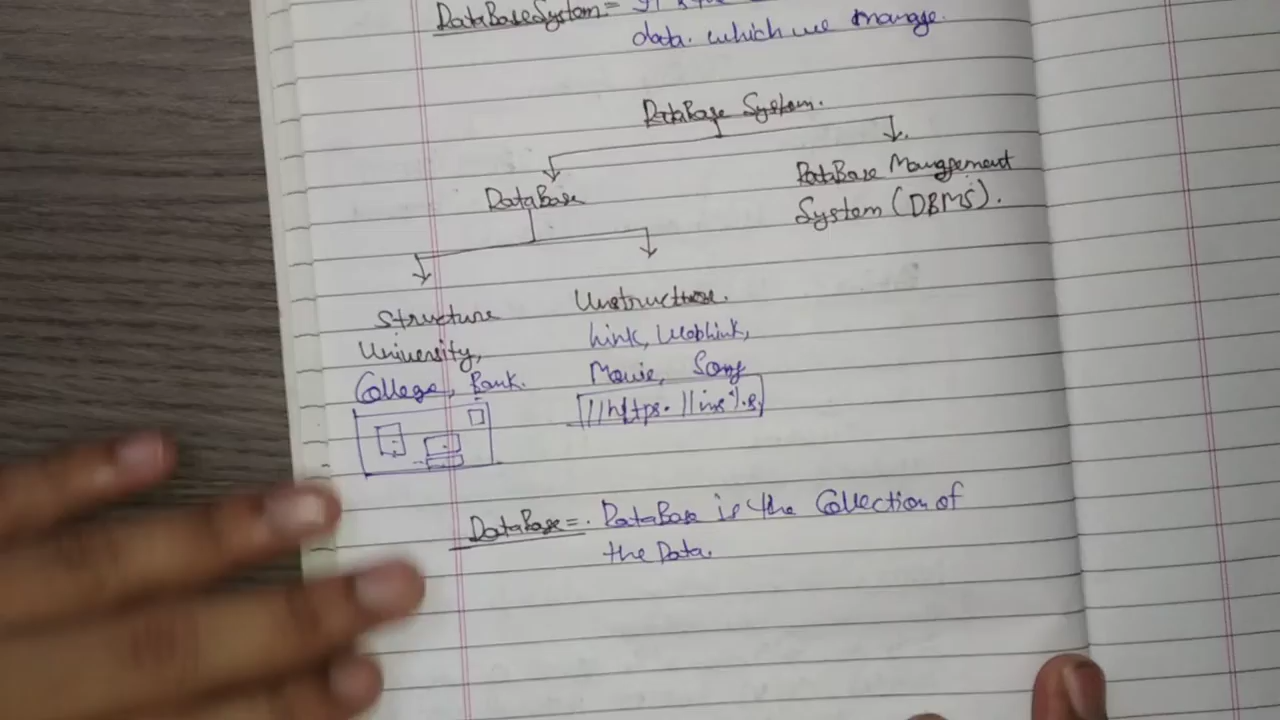 DataBaseSystem =
data. which we manage.
DataBase System.
DataBase
DataBase Management
System (DBMS).
Structure
University,
College, Bank.
Unstructure.
Link, Weblink,
Movie, Song
//https. //
DataBase =. DataBase is the Collection of
the Data.